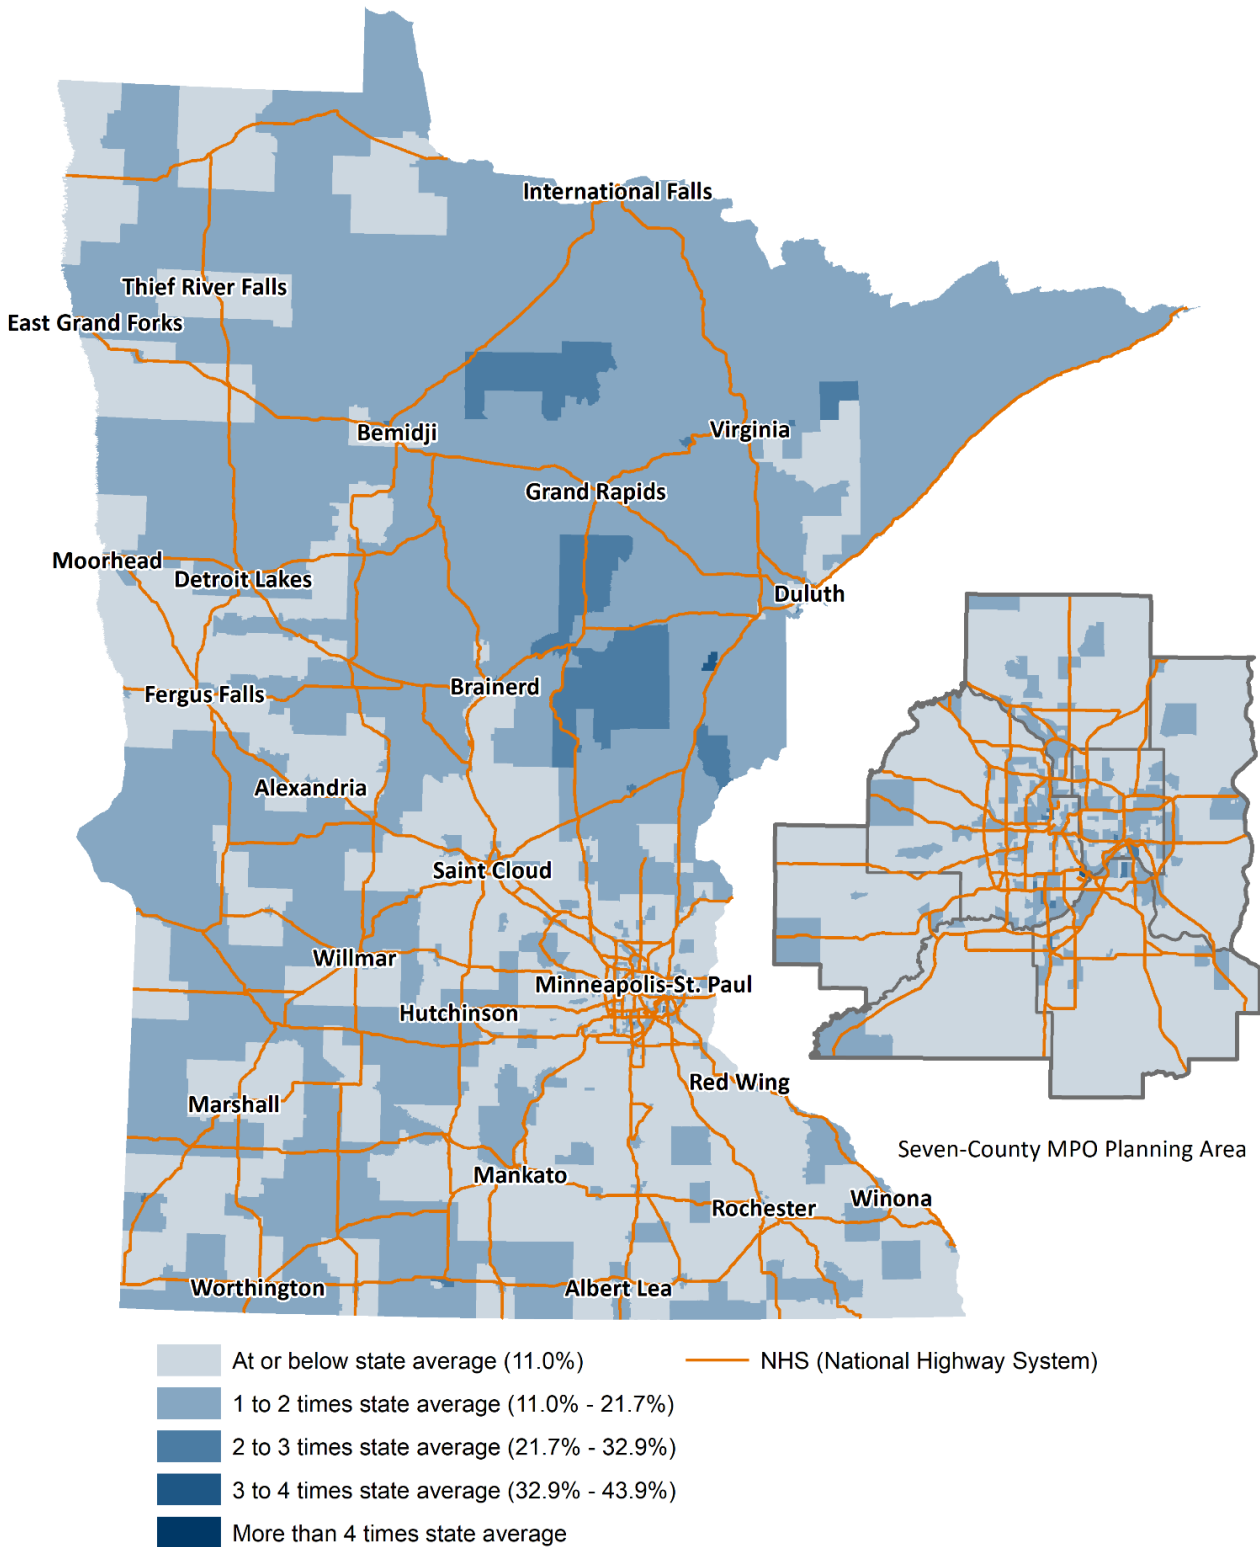 International Falls
Thief River Falls
East Grand Forks
Bemidji
Virginia
Grand Rapids
Moorhead
Detroit Lakes
Duluth
Fergus Falls
Brainerd
Alexandria
Saint Cloud
Willmar
Minneapolis-St. Paul
Hutchinson
Red Wing
Marshall
Seven-County MPO Planning Area
Mankato
Rochester
Winona
Worthington
Albert Lea
At or below state average (11.0%)
NHS (National Highway System)
1 to 2 times state average (11.0% - 21.7%)
2 to 3 times state average (21.7% - 32.9%)
3 to 4 times state average (32.9% - 43.9%)
More than 4 times state average